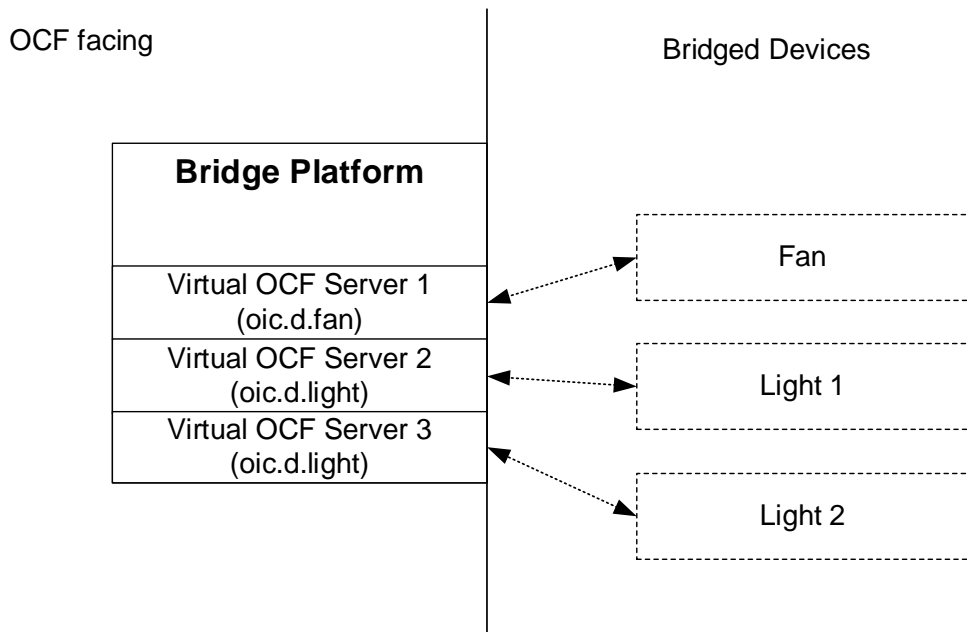 OCF facing
Bridged Devices
Bridge Platform
Virtual OCF Server 1
(oic.d.fan)
Virtual OCF Server 2
(oic.d.light)
Virtual OCF Server 3
(oic.d.light)
Fan
Light 1
Light 2